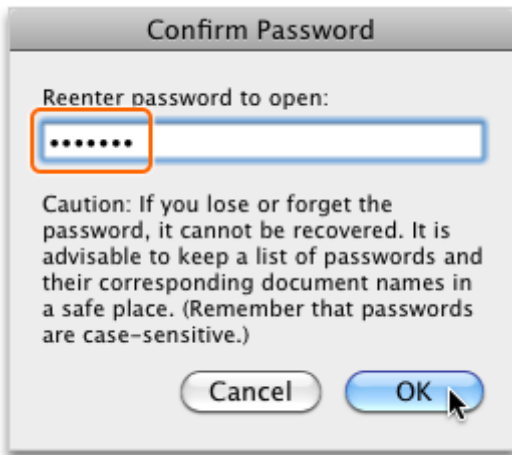 Confirm Password
Reenter password to open:
•••••••
Caution: If you lose or forget the
password, it cannot be recovered. It is
advisable to keep a list of passwords and
their corresponding document names in
a safe place. (Remember that passwords
are case-sensitive.)
Cancel OK